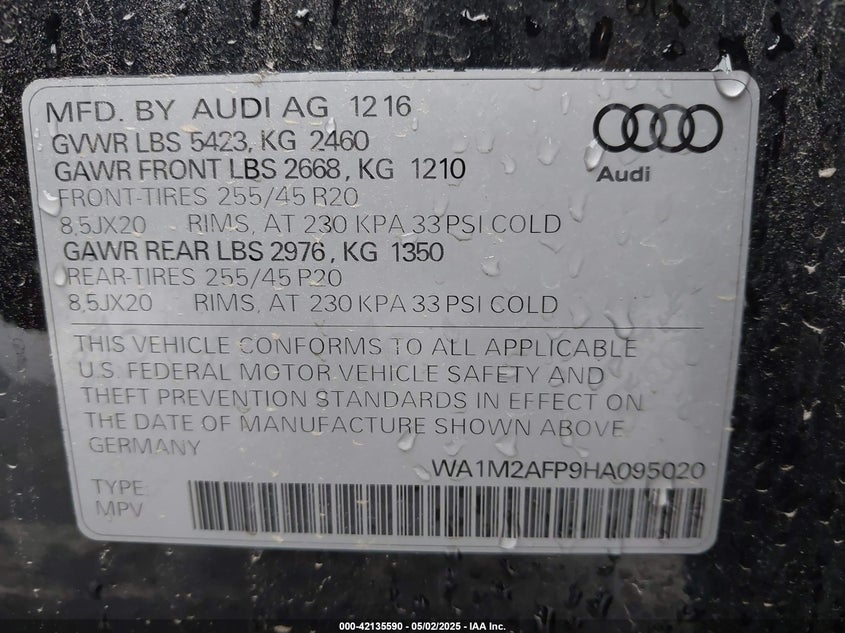 MFD. BY AUDI AG 12 16
GVWR LBS 5423, KG 2460
GAWR FRONT LBS 2668, KG 1210
FRONT-TIRES 255/45 R20
8,5JX20 RIMS, AT 230 KPA 33 PSI COLD
GAWR REAR LBS 2976, KG 1350
REAR-TIRES 255/45 R20
8,5JX20 RIMS, AT 230 KPA 33 PSI COLD
Audi
THIS VEHICLE CONFORMS TO ALL APPLICABLE
U.S. FEDERAL MOTOR VEHICLE SAFETY AND
THEFT PREVENTION STANDARDS IN EFFECT ON
THE DATE OF MANUFACTURE SHOWN ABOVE.
GERMANY
WA1M2AFP9HA095020
TYPE:
MPV
000-42135590 - 05/02/2025 - IAA Inc.